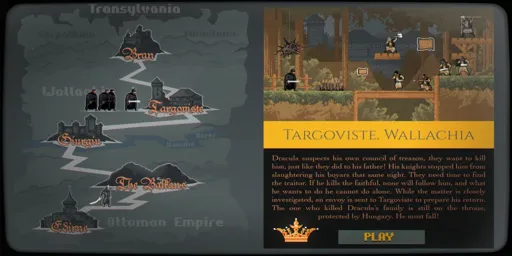 Transylvania
Bran
Wallac
Targoviste
Giurgiu
River
Danube
The Balkans
Edirne
Ottoman Empire
TARGOVISTE, WALLACHIA
Dracula suspects his own council of treason, they want to kill
him, just like they did to his father! His knights stopped him from
slaughtering his boyars that same night. They need time to find
the traitor. If he kills the faithful, none will follow him, and what
he wants to do he cannot do alone. While the matter is closely
investigated, an envoy is sent to Targoviste to prepare his return.
The one who killed Dracula's family is still on the throne,
protected by Hungary. He must fall!
PLAY